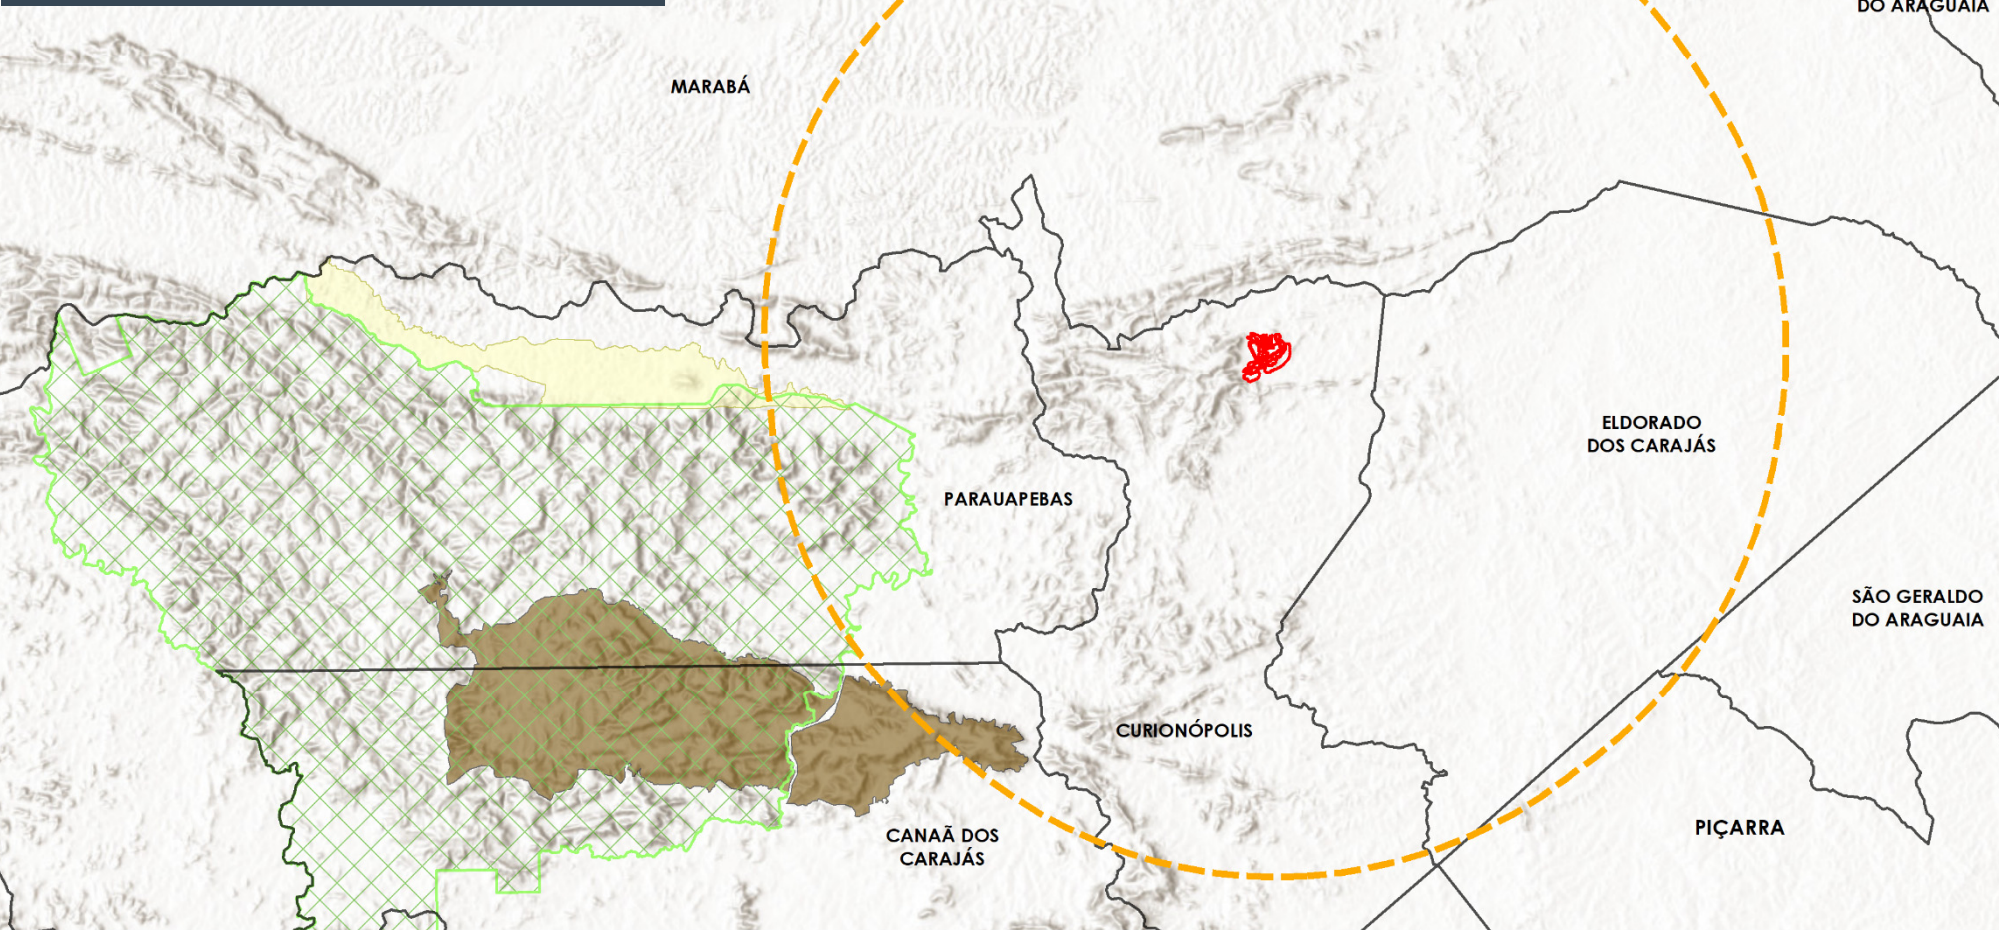 DO ARAGUAIA
MARABÁ
ELDORADO
DOS CARAJÁS
PARAUAPEBAS
SÃO GERALDO
DO ARAGUAIA
CURIONÓPOLIS
PIÇARRA
CANAÃ DOS
CARAJÁS